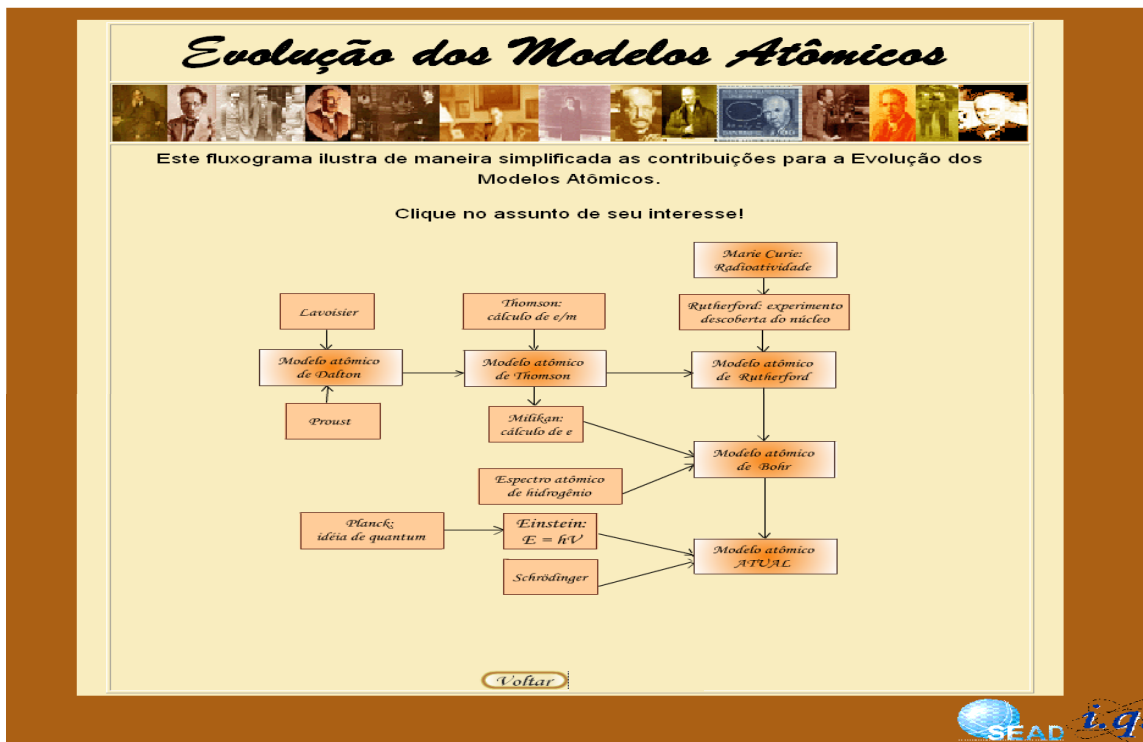 Evolução dos Modelos Atômicos
Este fluxograma ilustra de maneira simplificada as contribuições para a Evolução dos
Modelos Atômicos.
Clique no assunto de seu interesse!
Marie Curie:
Radioatividade
Lavoisier
Thomson:
cálculo de e/m
Rutherford: experimento
descoberta do núcleo
Modelo atômico
de Dalton
Modelo atômico
de Thomson
Modelo atômico
de Rutherford
Proust
Milikan:
cálculo de e
Modelo atômico
de Bohr
Espectro atômico
de hidrogênio
Planck:
idéia de quantum
Einstein:
E = hV
Modelo atômico
ATUAL
Schrödinger
Voltar
SEAD
i.q.